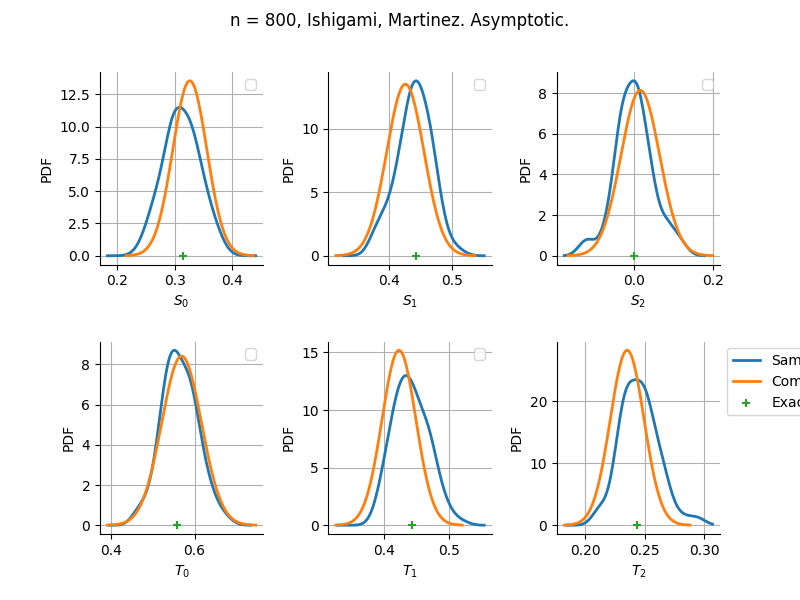 n = 800, Ishigami, Martinez. Asymptotic.
12.5
10.0
7.5
5.0
2.5
0.0
PDF
0.2 0.3 0.4
S₀
10
5
0
PDF
0.4 0.5
S₁
8
6
4
2
0
PDF
0.0 0.2
S₂
8
6
4
2
0
PDF
0.4 0.6
T₀
15
10
5
0
PDF
0.4 0.5
T₁
20
10
0
PDF
0.20 0.25 0.30
T₂
Sam
Com
Exac